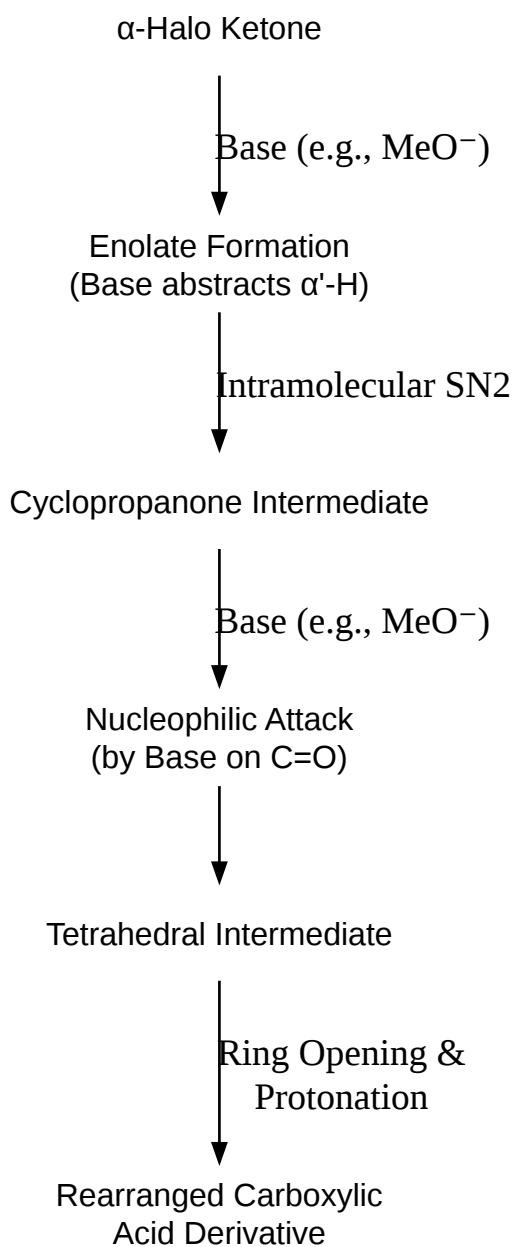 α-Halo Ketone
Base (e.g., MeO⁻)
Enolate Formation
(Base abstracts α'-H)
Intramolecular SN2
Cyclopropanone Intermediate
Base (e.g., MeO⁻)
Nucleophilic Attack
(by Base on C=O)
Tetrahedral Intermediate
Ring Opening &
Protonation
Rearranged Carboxylic
Acid Derivative